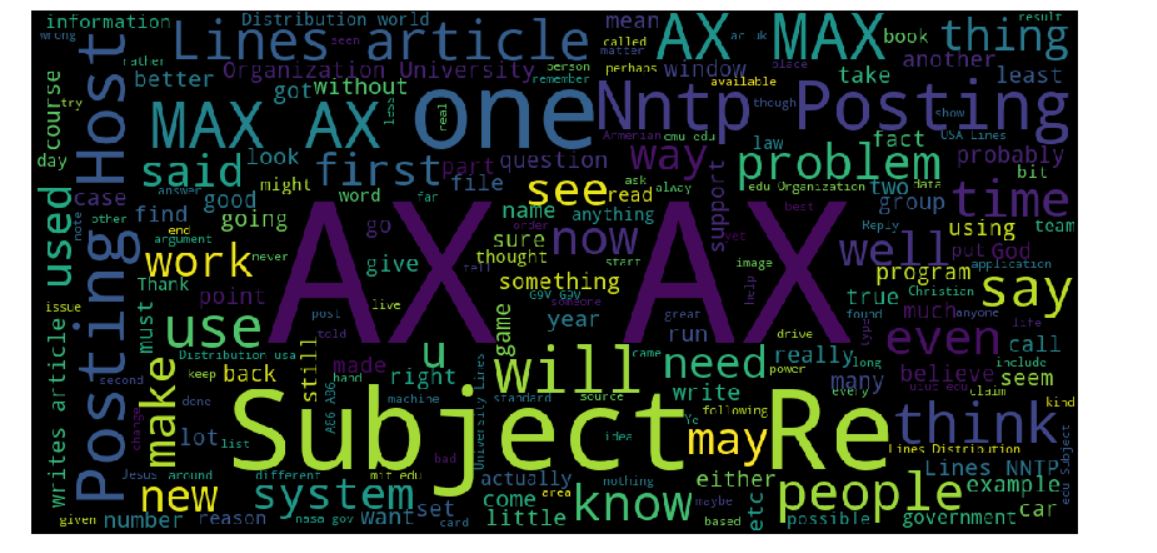 information
Distribution world
mean
AX MAX
result
wrong
seen
called
ac uk
book
thing
Lines article
matter
rather
Organization University
person
perhaps
window
place
another
better
got
without
remember
available
take
least
course
try
Posting Host
MAX AX
less
real
one
Nntp Posting
though
show
Armenian
cmu edu
law
fact
USA Lines
day
said
look
first
part
question
way
problem
probably
bit
case
answer
good
might
file
see
ask
read
alway
support
edu Organization
two
data
used
note
other
find
going
word
far
name
anything
best
group
time
end
go
order
sure
now
yet
Reply
using
team
argument
never
give
tell
thought
start
image
well
put
God
work
AX AX
something
program
application
Thank
point
live
G9V G9V
someone
help
true
Christian
say
issue
must
use
post
told
game
year
great
run
drive
type
found
much
anyone
life
even
call
writes article
Distribution usa
still
made
u
will
came
need
really
long
include
second
keep
back
hand
right
power
many
believe
uiuc edu
seem
make
done
A86 A86
machine
University Lines
standard
source
write
every
claim
kind
change
Subject Re
following
think
lot
list
idea
Ye
may
bad
Lines Distribution
Jesus
around
different
mit edu
actually
nothing
either
Lines NNTP
edu Subject
new
system
come
area
know
maybe
etc
people
example
given
number
reason
nasa gov
want
set
card
little
based
possible
government
car